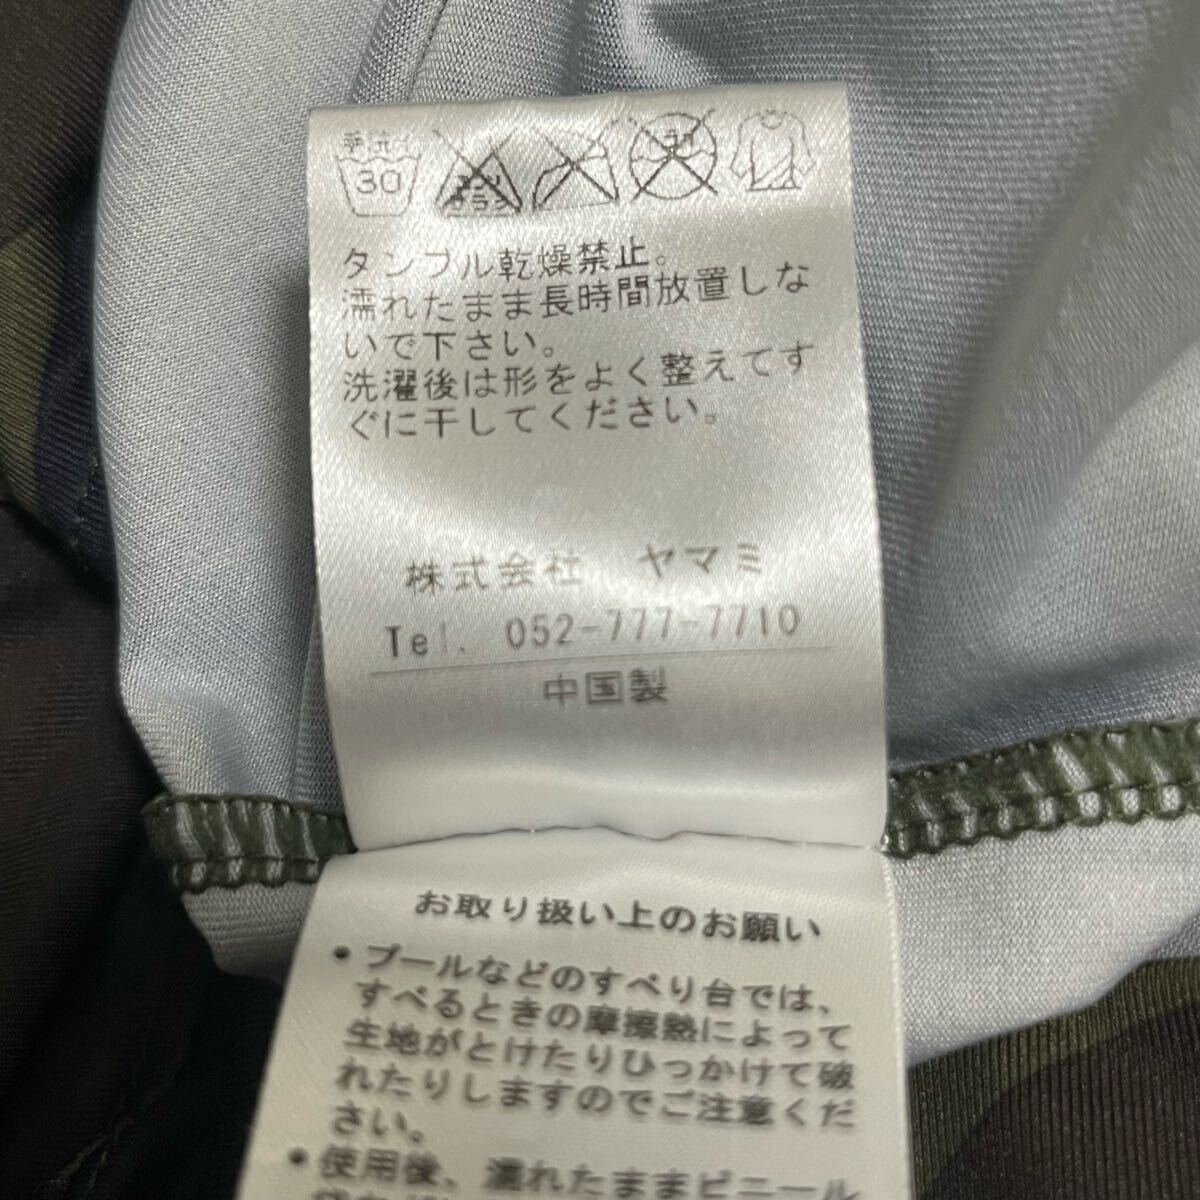 手洗イ
30
エンソ
サラシ
タンブル乾燥禁止。
濡れたまま長時間放置しな
いで下さい。
洗濯後は形をよく整えてす
ぐに干してください。
株式会社 ヤマミ
Tel. 052-777-7710
中国製
お取り扱い上のお願い
●プールなどのすべり台では、
すべるときの摩擦熱によって
生地がとけたりひっかけて破
れたりしますのでご注意くだ
さい。
●使用後、濡れたままビニール